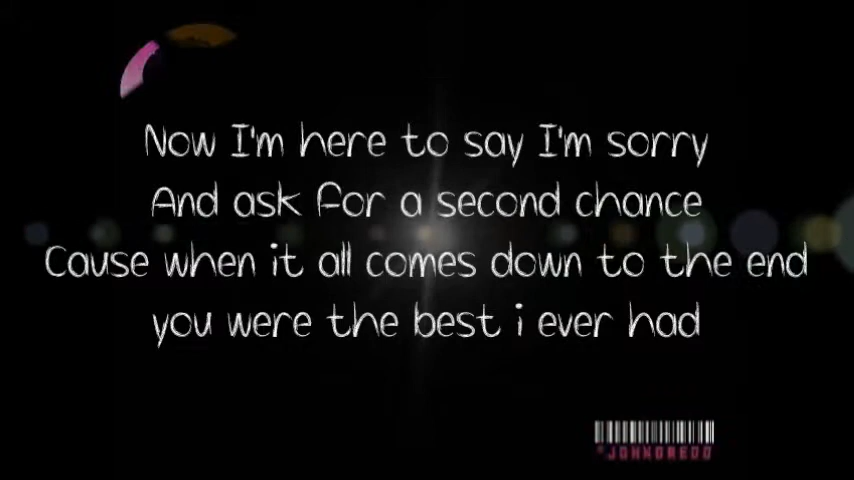 Now I'm here to say I'm sorry
And ask for a second chance
Cause when it all comes down to the end
you were the best i ever had